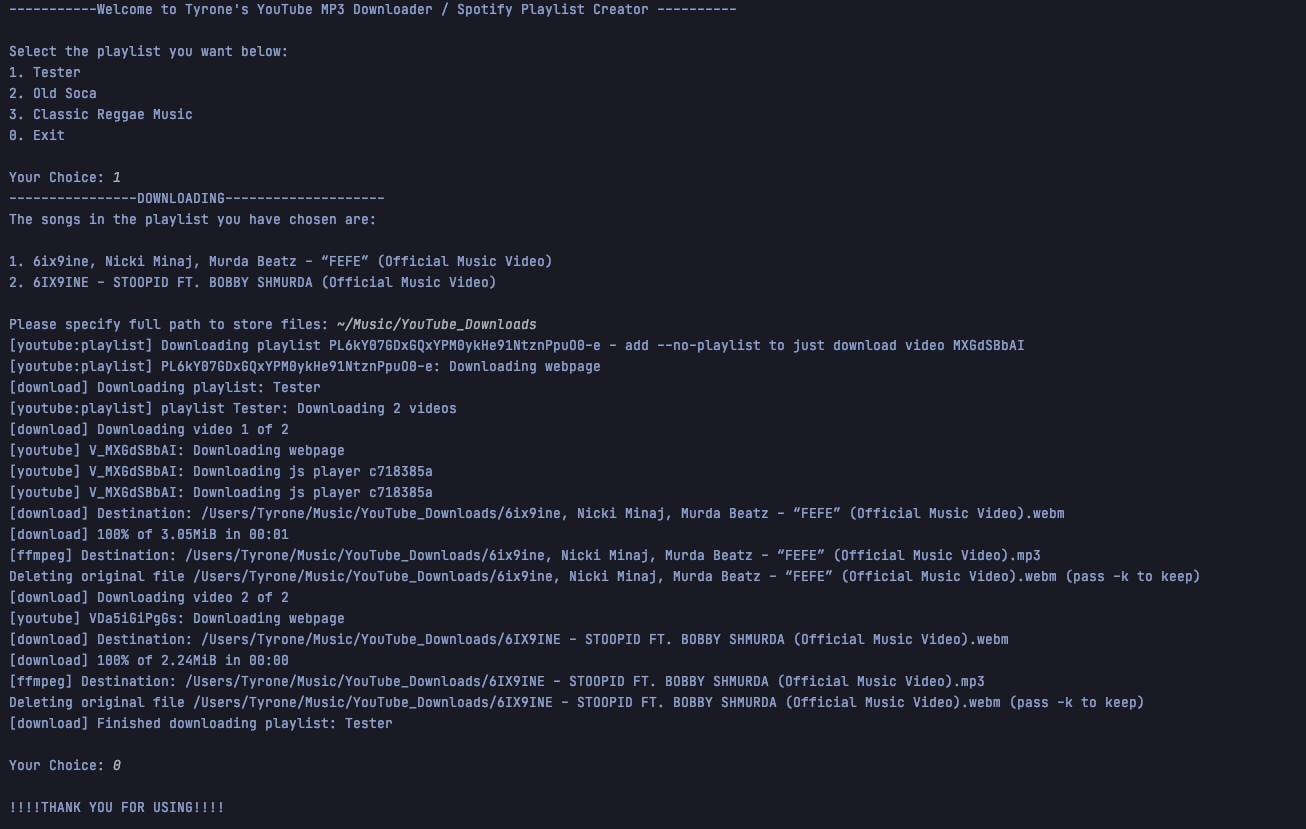 -----------Welcome to Tyrone's YouTube MP3 Downloader / Spotify Playlist Creator ----------
Select the playlist you want below:
1. Tester
2. Old Soca
3. Classic Reggae Music
0. Exit
Your Choice: 1
----------------DOWNLOADING--------------------
The songs in the playlist you have chosen are:
1. 6ix9ine, Nicki Minaj, Murda Beatz - “FEFE” (Official Music Video)
2. 6IX9INE - STOOPID FT. BOBBY SHMURDA (Official Music Video)
Please specify full path to store files: ~/Music/YouTube_Downloads
[youtube:playlist] Downloading playlist PL6kY07GDxGQxYPM0ykHe91NtznPpuO0-e - add --no-playlist to just download video MXGdSBbAI
[youtube:playlist] PL6kY07GDxGQxYPM0ykHe91NtznPpuO0-e: Downloading webpage
[download] Downloading playlist: Tester
[youtube:playlist] playlist Tester: Downloading 2 videos
[download] Downloading video 1 of 2
[youtube] V_MXGdSBbAI: Downloading webpage
[youtube] V_MXGdSBbAI: Downloading js player c718385a
[youtube] V_MXGdSBbAI: Downloading js player c718385a
[download] Destination: /Users/Tyrone/Music/YouTube_Downloads/6ix9ine, Nicki Minaj, Murda Beatz - “FEFE” (Official Music Video).webm
[download] 100% of 3.05MiB in 00:01
[ffmpeg] Destination: /Users/Tyrone/Music/YouTube_Downloads/6ix9ine, Nicki Minaj, Murda Beatz - “FEFE” (Official Music Video).mp3
Deleting original file /Users/Tyrone/Music/YouTube_Downloads/6ix9ine, Nicki Minaj, Murda Beatz - “FEFE” (Official Music Video).webm (pass -k to keep)
[download] Downloading video 2 of 2
[youtube] VDa5iGiPgGs: Downloading webpage
[download] Destination: /Users/Tyrone/Music/YouTube_Downloads/6IX9INE - STOOPID FT. BOBBY SHMURDA (Official Music Video).webm
[download] 100% of 2.24MiB in 00:00
[ffmpeg] Destination: /Users/Tyrone/Music/YouTube_Downloads/6IX9INE - STOOPID FT. BOBBY SHMURDA (Official Music Video).mp3
Deleting original file /Users/Tyrone/Music/YouTube_Downloads/6IX9INE - STOOPID FT. BOBBY SHMURDA (Official Music Video).webm (pass -k to keep)
[download] Finished downloading playlist: Tester
Your Choice: 0
!!!!THANK YOU FOR USING!!!!